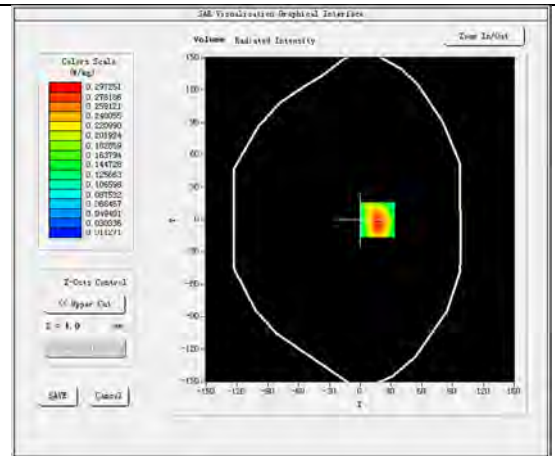 SAR Visualisation Graphical Interface
Volume Radiated Intensity
Zoom In/Out
Colors Scale
(W/kg)
0.297251
0.278186
0.259121
0.240055
0.220990
0.201924
0.182859
0.163794
0.144728
0.125663
0.106598
0.087532
0.068467
0.049401
0.030336
0.011271
150-
120-
90-
60-
30-
0-
-30-
-60-
-90-
-120-
-150-
Y
-150 -120 -90 -60 -30 0 30 60 90 120 150
X
Z-Cuts Control
<< Upper Cut
Z = 4.0 mm
SAVE
Cancel